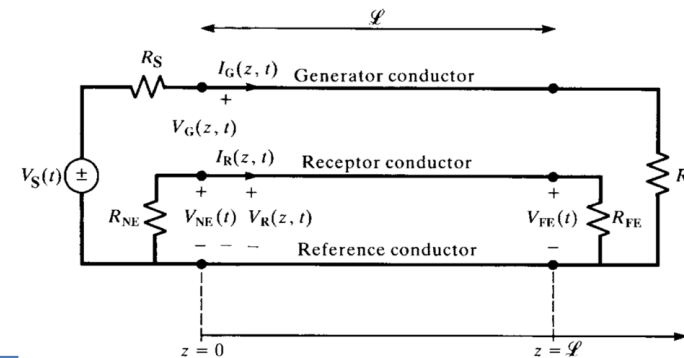 ℒ
R_S
I_G(z, t) Generator conductor
+
V_G(z, t)
I_R(z, t) Receptor conductor
V_S(t) ± R
+ + +
R_NE V_NE(t) V_R(z, t) V_FE(t) R_FE
− − − Reference conductor −
z = 0 z = ℒ